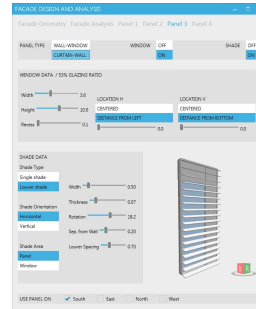 FACADE DESIGN AND ANALYSIS
Facade Geometry Facade Analysis Panel 1 Panel 2 Panel 3 Panel 4
PANEL TYPE WALL-WINDOW WINDOW OFF SHADE OFF
CURTAIN-WALL ON ON
WINDOW DATA / 55% GLAZING RATIO
Width 3.6 LOCATION H LOCATION V
Height 10.0 CENTERED CENTERED
DISTANCE FROM LEFT DISTANCE FROM BOTTOM
Recess 0.1 0.0 0.0
SHADE DATA
Shade Type
Single shade
Louver shade Width 0.50
Thickness 0.07
Shade Orientation
Horizontal Rotation 18.2
Vertical Sep. from Wall 0.20
Shade Area Louver Spacing 0.70
Panel
Window
USE PANEL ON South East North West